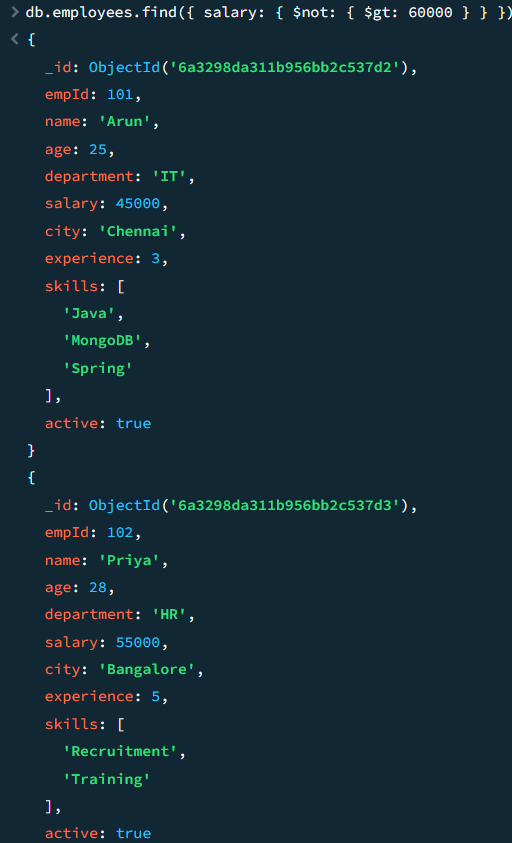 > db.employees.find({ salary: { $not: { $gt: 60000 } } })
< {
_id: ObjectId('6a3298da311b956bb2c537d2'),
empId: 101,
name: 'Arun',
age: 25,
department: 'IT',
salary: 45000,
city: 'Chennai',
experience: 3,
skills: [
'Java',
'MongoDB',
'Spring'
],
active: true
}
{
_id: ObjectId('6a3298da311b956bb2c537d3'),
empId: 102,
name: 'Priya',
age: 28,
department: 'HR',
salary: 55000,
city: 'Bangalore',
experience: 5,
skills: [
'Recruitment',
'Training'
],
active: true